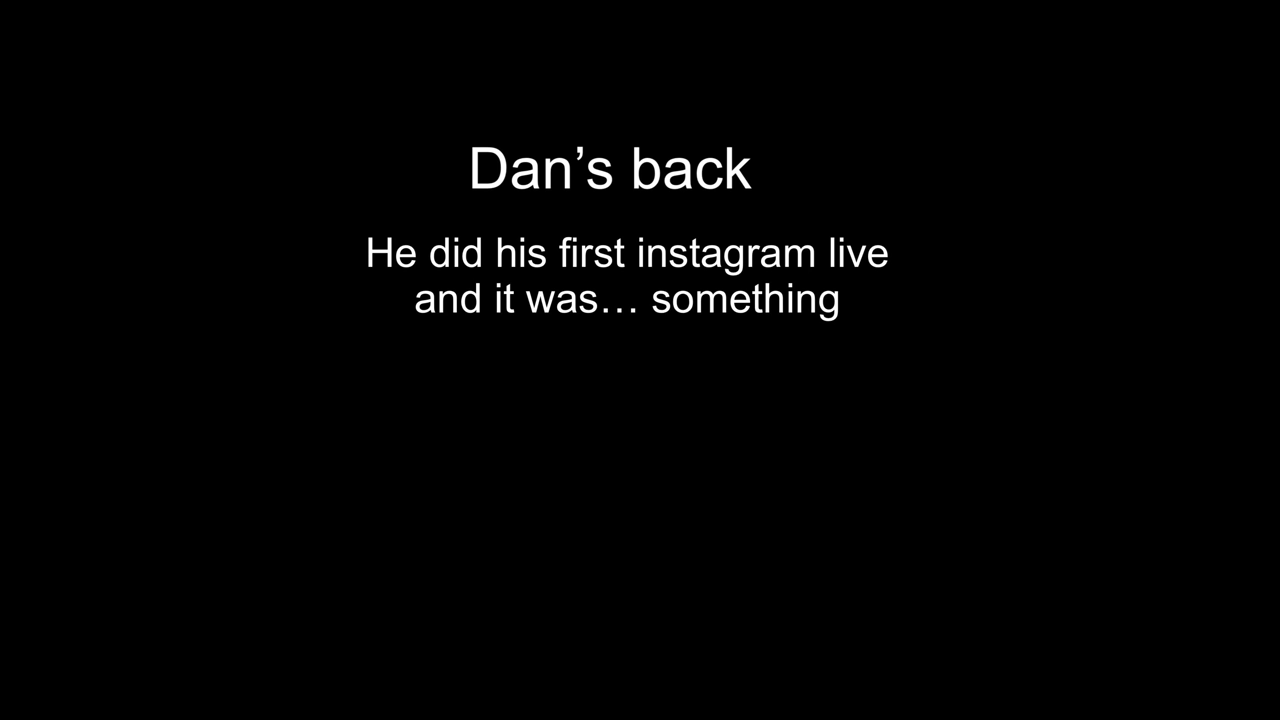 Dan’s back
He did his first instagram live
and it was… something